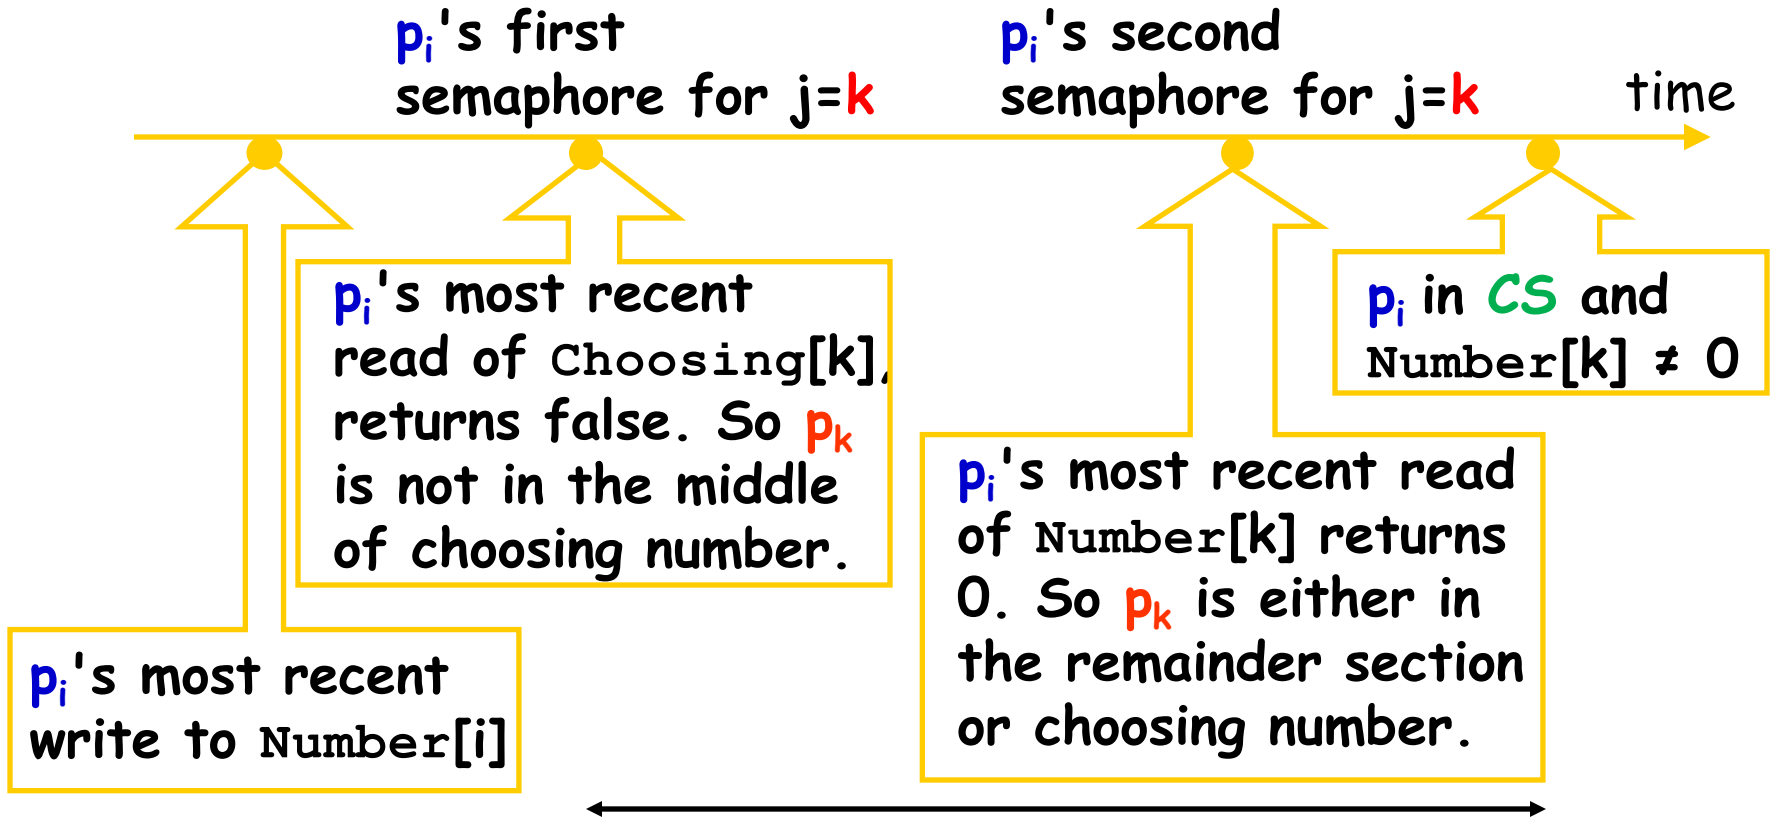 pi's first
semaphore for j=k
pi's second
semaphore for j=k
time
pi's most recent
read of Choosing[k],
returns false. So pk
is not in the middle
of choosing number.
pi in CS and
Number[k] ≠ 0
pi's most recent read
of Number[k] returns
0. So pk is either in
the remainder section
or choosing number.
pi's most recent
write to Number[i]